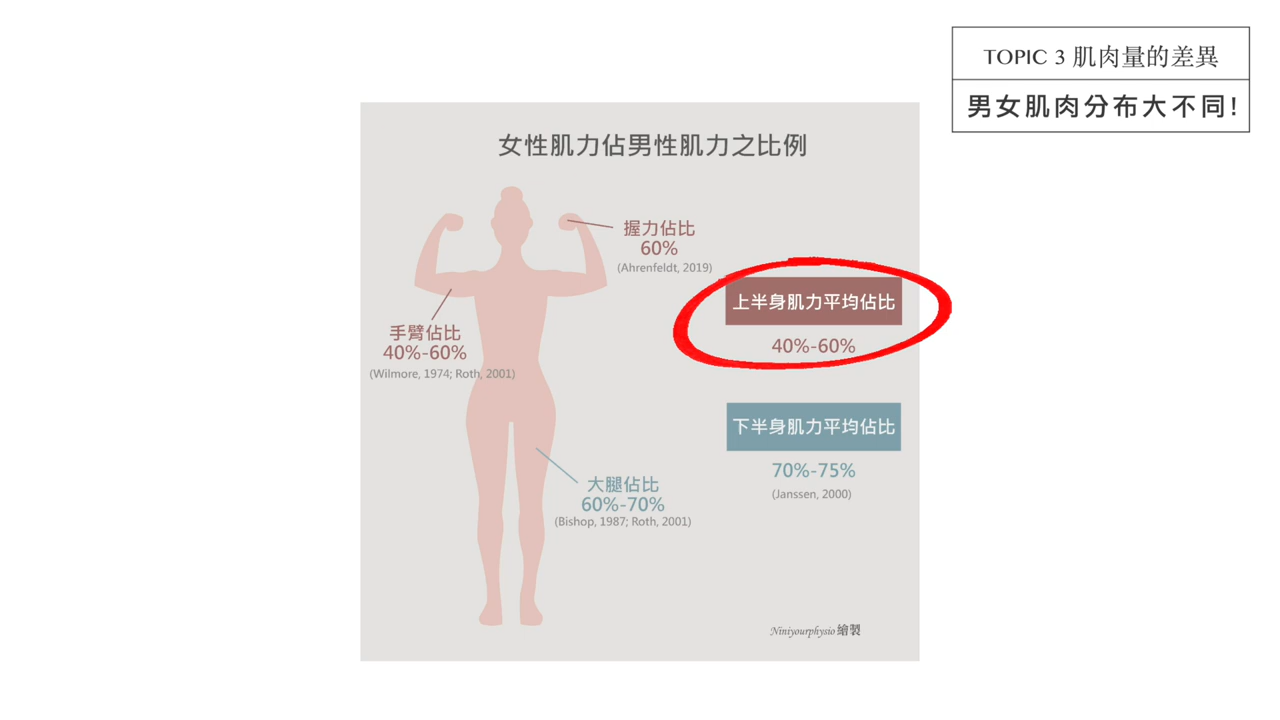 TOPIC 3 肌肉量的差異
男女肌肉分布大不同!
女性肌力佔男性肌力之比例
握力佔比
60%
(Ahrenfeldt, 2019)
上半身肌力平均佔比
40%-60%
手臂佔比
40%-60%
(Wilmore, 1974; Roth, 2001)
下半身肌力平均佔比
70%-75%
(Janssen, 2000)
大腿佔比
60%-70%
(Bishop, 1987; Roth, 2001)
Niniyourphysio 繪製